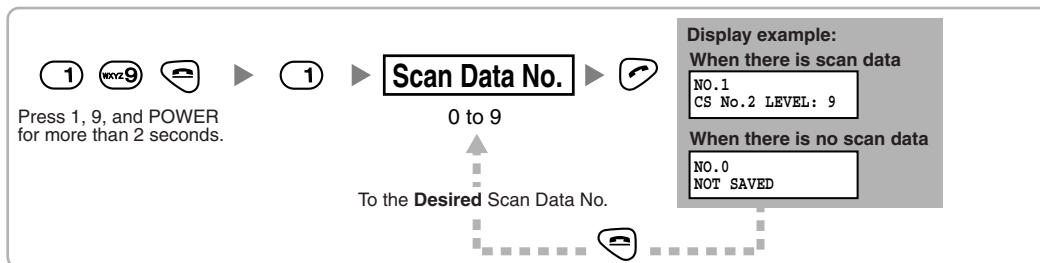 1) wxyz9
Press 1, 9, and POWER
for more than 2 seconds.
1)
Scan Data No.
0 to 9
To the Desired Scan Data No.
Display example:
When there is scan data
NO.1
CS No.2 LEVEL: 9
When there is no scan data
NO.0
NOT SAVED